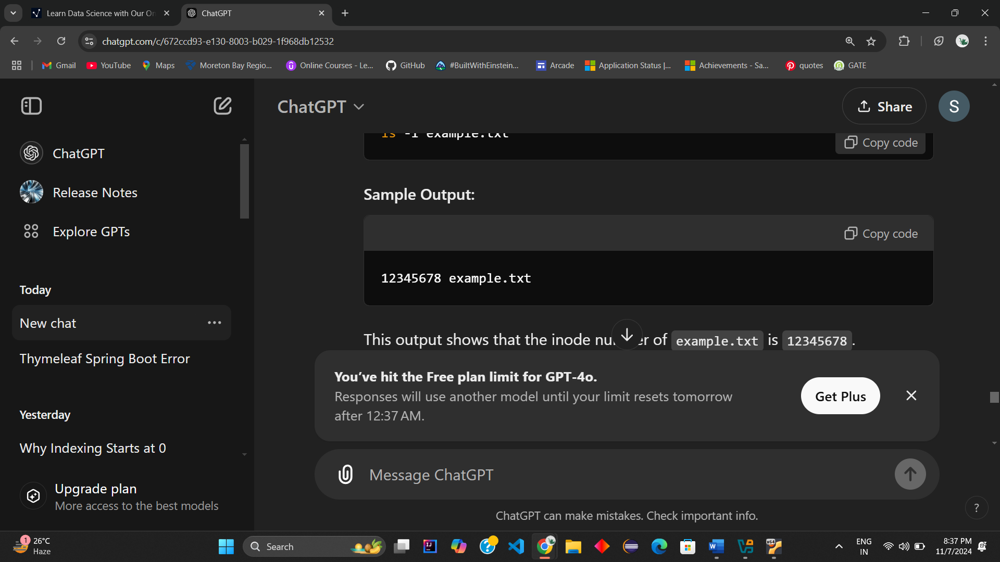 Learn Data Science with Our On
ChatGPT
chatgpt.com/c/672ccd93-e130-8003-b029-1f968db12532
Gmail
YouTube
Maps
Moreton Bay Regio...
Online Courses - Le...
GitHub
#BuiltWithEinstein...
Arcade
Application Status |...
Achievements - Sa...
quotes
GATE
ChatGPT
Share
S
ChatGPT
Release Notes
Explore GPTs
Today
New chat
Thymeleaf Spring Boot Error
Yesterday
Why Indexing Starts at 0
Upgrade plan
More access to the best models
ls -i example.txt
Copy code
Sample Output:
Copy code
12345678 example.txt
This output shows that the inode of example.txt is 12345678.
You've hit the Free plan limit for GPT-4o.
Responses will use another model until your limit resets tomorrow
after 12:37 AM.
Get Plus
Message ChatGPT
ChatGPT can make mistakes. Check important info.
?
1
26°C
Haze
Search
IJ
x64
ENG
IN
8:37 PM
11/7/2024